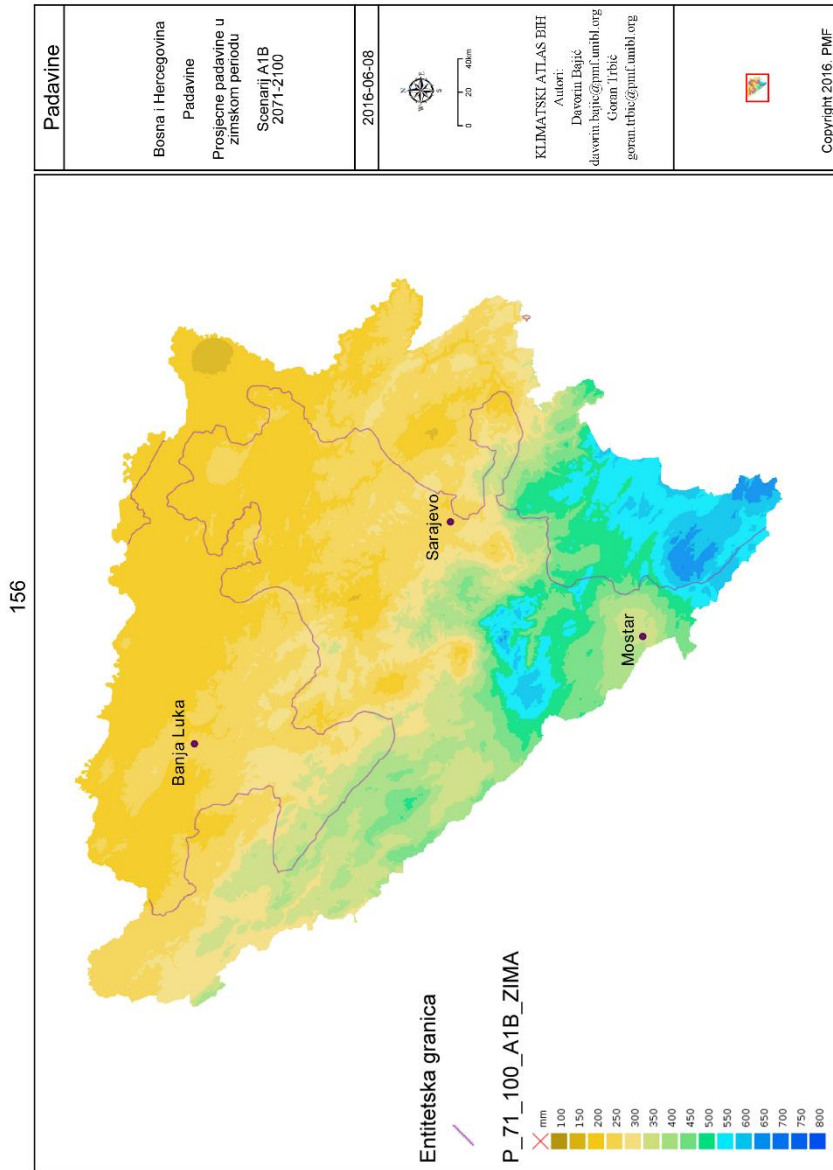 156
Padavine
Bosna i Hercegovina
Padavine
Prosjecne padavine u
zimskom periodu
Scenarij A1B
2071-2100
2016-06-08
N
W
E
S
0
20
40km
KLIMATSKI ATLAS BIH
Autori:
Davorin Bajić
davorin.bajic@pmf.unibl.org
Goran Trbić
goran.trbic@pmf.unibl.org
Copyright 2016. PMF
Banja Luka
Sarajevo
Mostar
Entitetska granica
P_71_100_A1B_ZIMA
mm
100
150
200
250
300
350
400
450
500
550
600
650
700
750
800